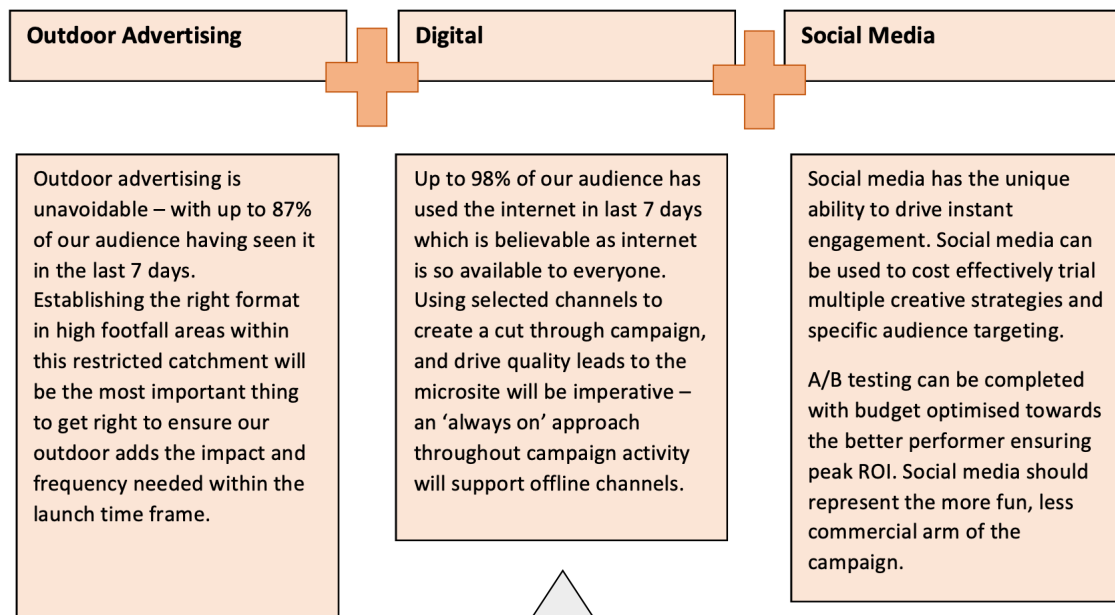 Outdoor Advertising
Digital
Social Media
Outdoor advertising is
unavoidable – with up to 87%
of our audience having seen it
in the last 7 days.
Establishing the right format
in high footfall areas within
this restricted catchment will
be the most important thing
to get right to ensure our
outdoor adds the impact and
frequency needed within the
launch time frame.
Up to 98% of our audience has
used the internet in last 7 days
which is believable as internet
is so available to everyone.
Using selected channels to
create a cut through campaign,
and drive quality leads to the
microsite will be imperative –
an ‘always on’ approach
throughout campaign activity
will support offline channels.
Social media has the unique
ability to drive instant
engagement. Social media can
be used to cost effectively trial
multiple creative strategies and
specific audience targeting.
A/B testing can be completed
with budget optimised towards
the better performer ensuring
peak ROI. Social media should
represent the more fun, less
commercial arm of the
campaign.